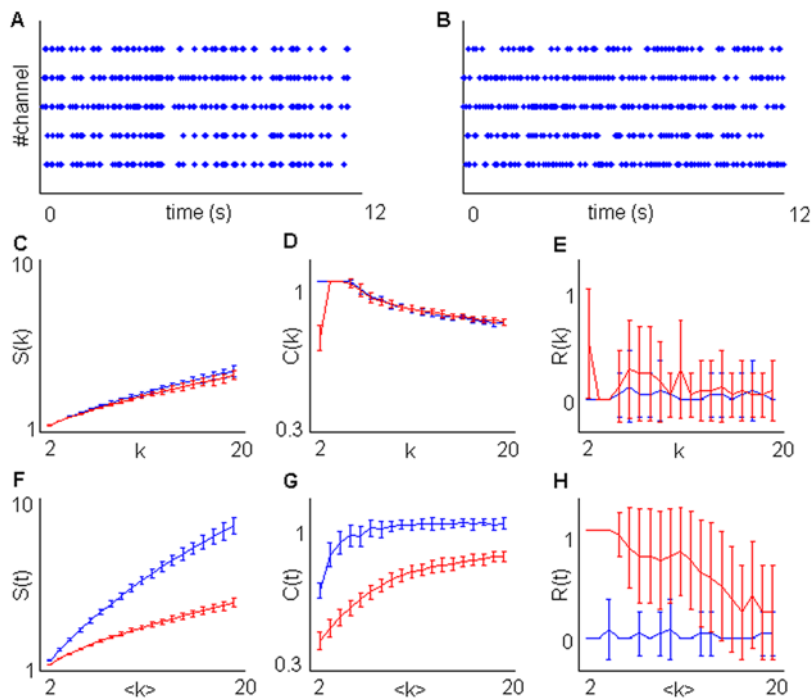 A
B
#channel
0 time (s) 12
0 time (s) 12
C
D
E
10
S(k)
1
2 k 20
1
C(k)
0.3
2 k 20
1
R(k)
0
2 k 20
F
G
H
10
S(t)
1
2 <k> 20
1
C(t)
0.3
2 <k> 20
1
R(t)
0
2 <k> 20